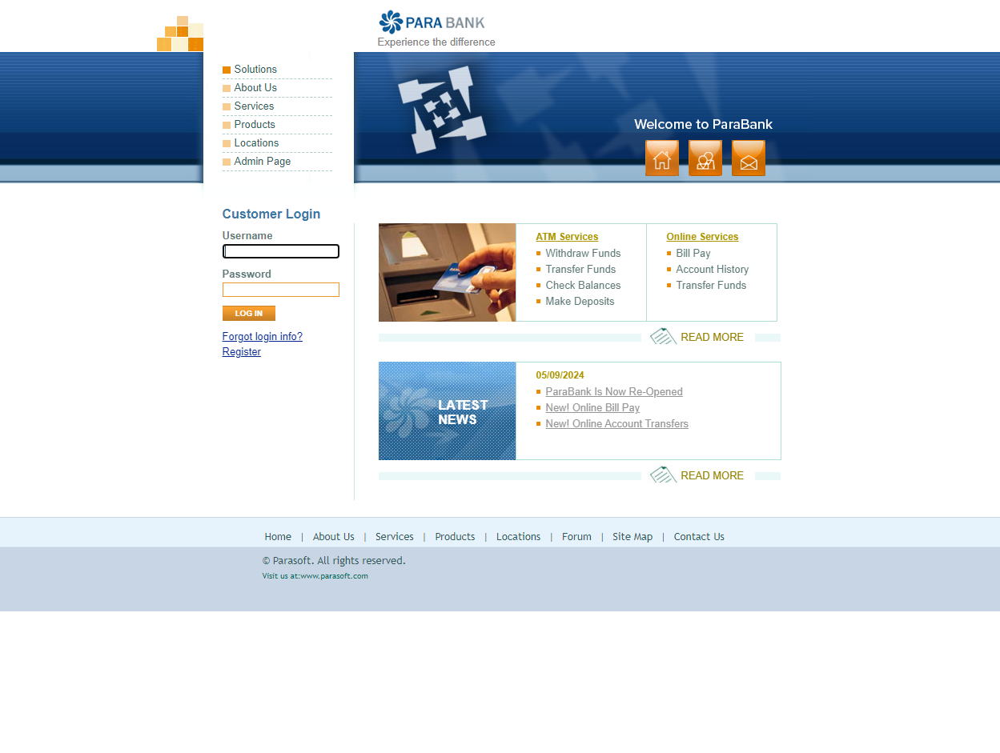 PARA BANK
Experience the difference
Solutions
About Us
Services
Products
Locations
Admin Page
Welcome to ParaBank
Customer Login
Username
Password
LOG IN
Forgot login info?
Register
ATM Services
Withdraw Funds
Transfer Funds
Check Balances
Make Deposits
Online Services
Bill Pay
Account History
Transfer Funds
READ MORE
LATEST
NEWS
05/09/2024
ParaBank Is Now Re-Opened
New! Online Bill Pay
New! Online Account Transfers
READ MORE
Home | About Us | Services | Products | Locations | Forum | Site Map | Contact Us
© Parasoft. All rights reserved.
Visit us at:www.parasoft.com